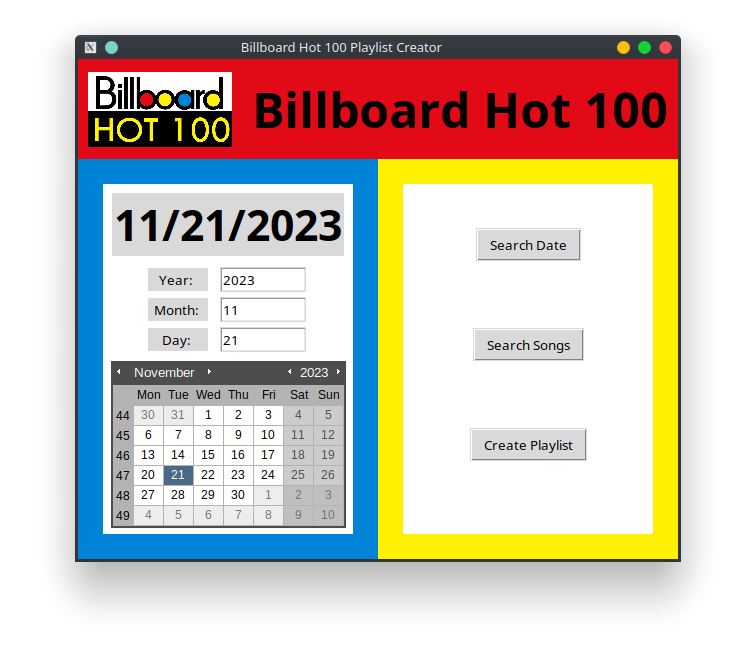 Billboard Hot 100 Playlist Creator
Billboard
HOT 100
Billboard Hot 100
11/21/2023
Year: 2023
Month: 11
Day: 21
November 2023
Mon Tue Wed Thu Fri Sat Sun
44 30 31 1 2 3 4 5
45 6 7 8 9 10 11 12
46 13 14 15 16 17 18 19
47 20 21 22 23 24 25 26
48 27 28 29 30 1 2 3
49 4 5 6 7 8 9 10
Search Date
Search Songs
Create Playlist